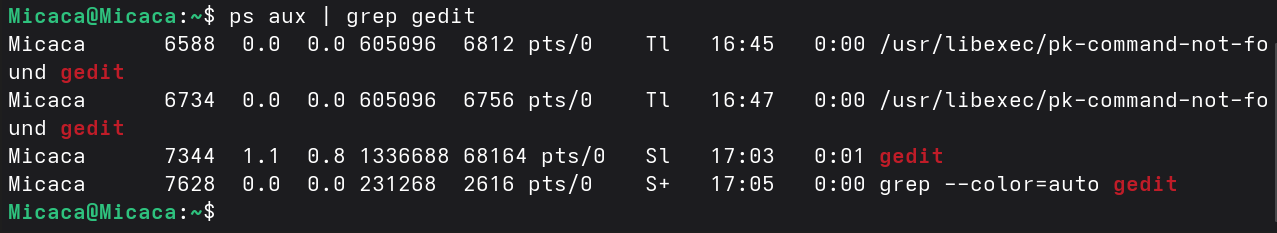 Micaca@Micaca:~$ ps aux | grep gedit
Micaca      6588  0.0  0.0 605096  6812 pts/0    Tl   16:45   0:00 /usr/libexec/pk-command-not-fo
und gedit
Micaca      6734  0.0  0.0 605096  6756 pts/0    Tl   16:47   0:00 /usr/libexec/pk-command-not-fo
und gedit
Micaca      7344  1.1  0.8 1336688 68164 pts/0   Sl   17:03   0:01 gedit
Micaca      7628  0.0  0.0 231268  2616 pts/0    S+   17:05   0:00 grep --color=auto gedit
Micaca@Micaca:~$